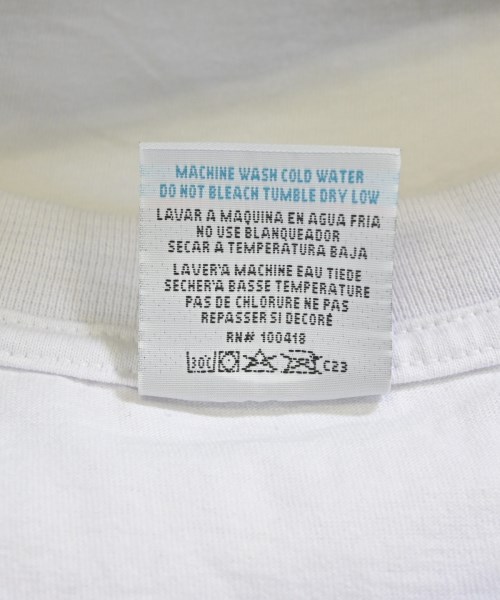 MACHINE WASH COLD WATER
DO NOT BLEACH TUMBLE DRY LOW
LAVAR A MAQUINA EN AGUA FRIA
NO USE BLANQUEADOR
SECAR A TEMPERATURA BAJA
LAVER'A MACHINE EAU TIEDE
SECHER'A BASSE TEMPERATURE
PAS DE CHLORURE NE PAS
REPASSER SI DECORÉ
RN# 100418
30C C23